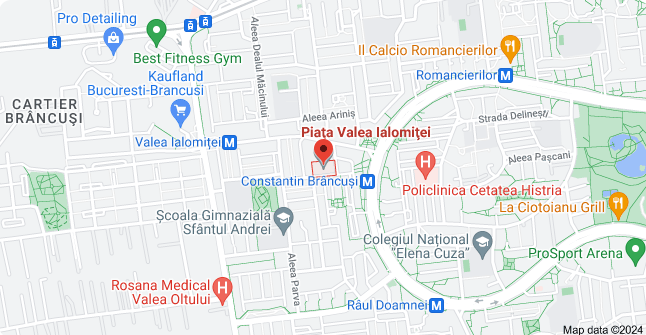 Pro Detailing
Best Fitness Gym
Kaufland
Bucuresti-Brancusi
CARTIER
BRÂNCUȘI
Aleea Dealul Măcinului
Il Calcio Romancierilor
Romancierilor M
Aleea Ariniș
Strada Delinești
Valea Ialomiței M
Piața Valea Ialomiței
Aleea Pașcani
H
Policlinica Cetatea Histria
Constantin Brâncuși M
La Ciotoianu Grill
Școala Gimnazială
Sfântul Andrei
Colegiul Național
"Elena Cuza"
ProSport Arena
Aleea Parva
Rosana Medical
Valea Oltului
H
Râul Doamnei M
Map data ©2024